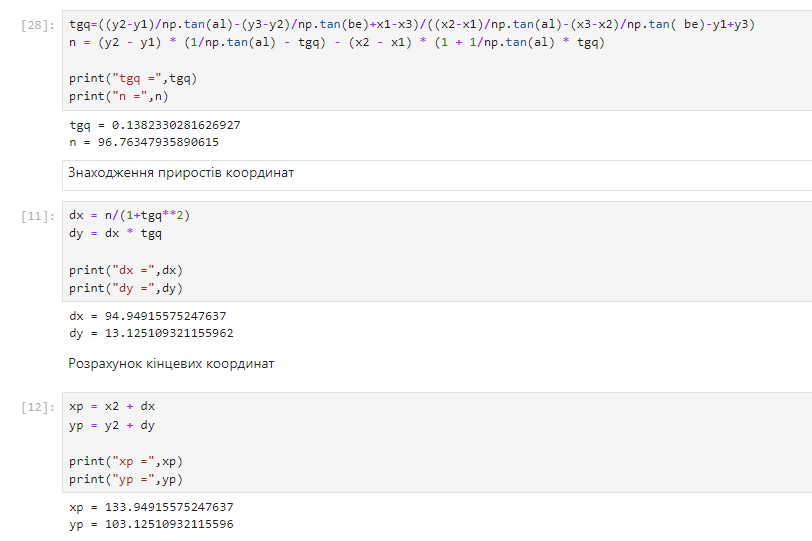 [28]: tgq=((y2-y1)/np.tan(al)-(y3-y2)/np.tan(be)+x1-x3)/((x2-x1)/np.tan(al)-(x3-x2)/np.tan( be)-y1+y3)
n = (y2 - y1) * (1/np.tan(al) - tgq) - (x2 - x1) * (1 + 1/np.tan(al) * tgq)
print("tgq =",tgq)
print("n =",n)
tgq = 0.1382330281626927
n = 96.76347935890615
Знаходження приростів координат
[11]: dx = n/(1+tgq**2)
dy = dx * tgq
print("dx =",dx)
print("dy =",dy)
dx = 94.94915575247637
dy = 13.125109321155962
Розрахунок кінцевих координат
[12]: xp = x2 + dx
yp = y2 + dy
print("xp =",xp)
print("yp =",yp)
xp = 133.94915575247637
yp = 103.12510932115596